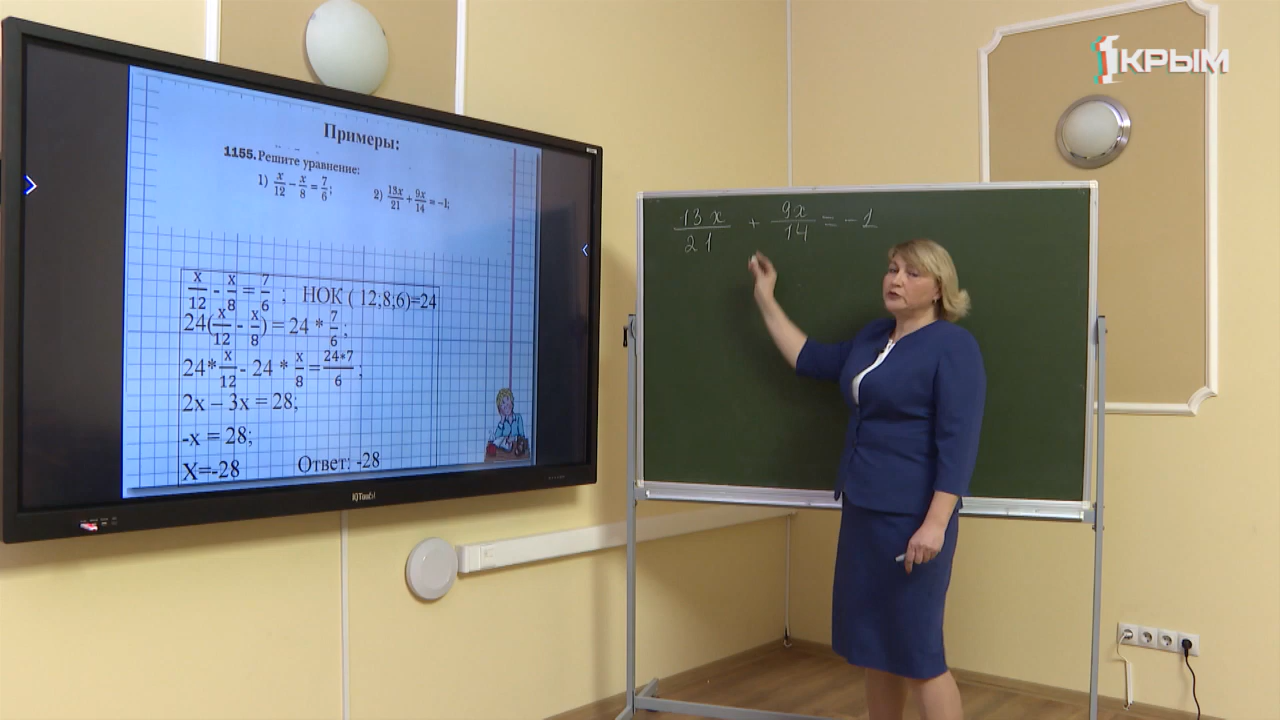 1КРЫМ
Примеры:
1155. Решите уравнение:
1) x/12 - x/8 = 7/6; 2) 13x/21 + 9x/14 = -1;
x/12 - x/8 = 7/6 ; НОК ( 12;8;6)=24
24(x/12 - x/8) = 24 * 7/6 ;
24* x/12 - 24 * x/8 = 24*7/6 ;
2x – 3x = 28;
-x = 28;
X=-28 Ответ: -28
IQTouch
13x/21 + 9x/14 = -1